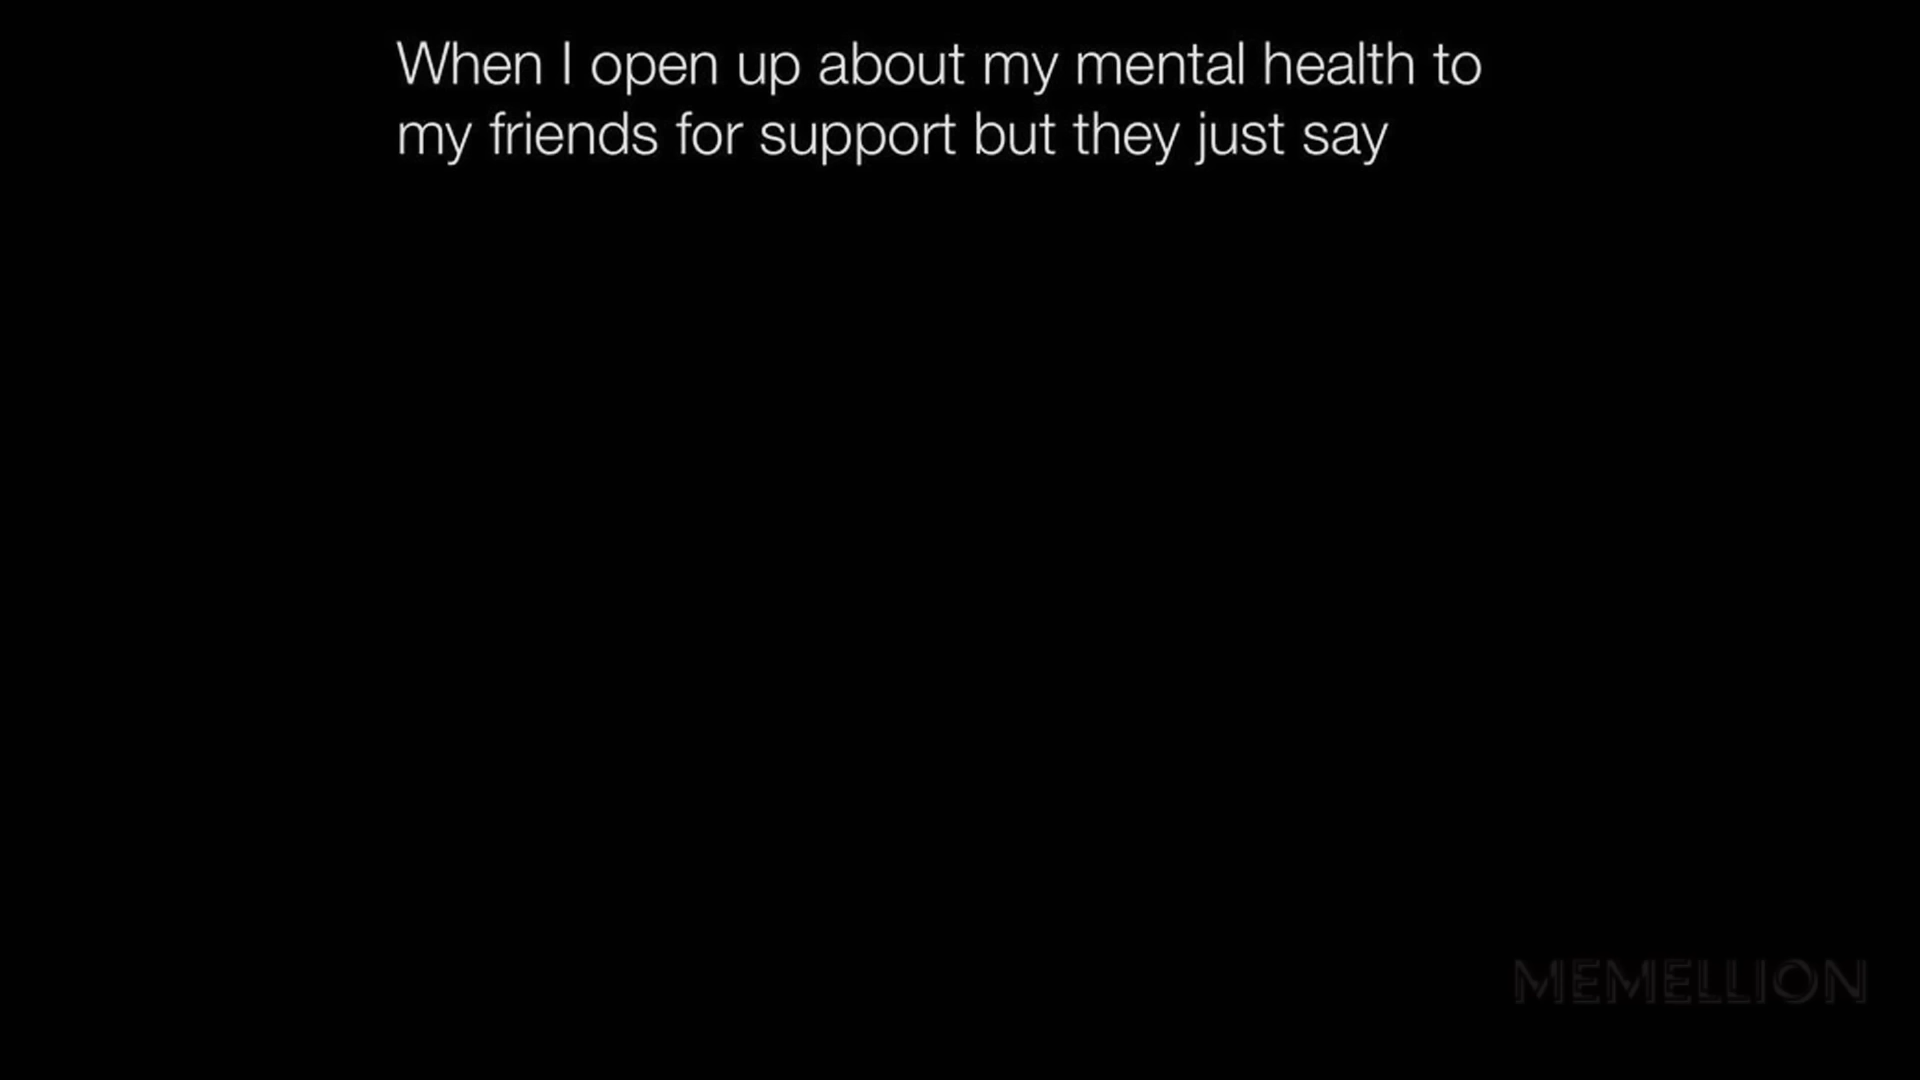 When I open up about my mental health to
my friends for support but they just say
MEMELLION